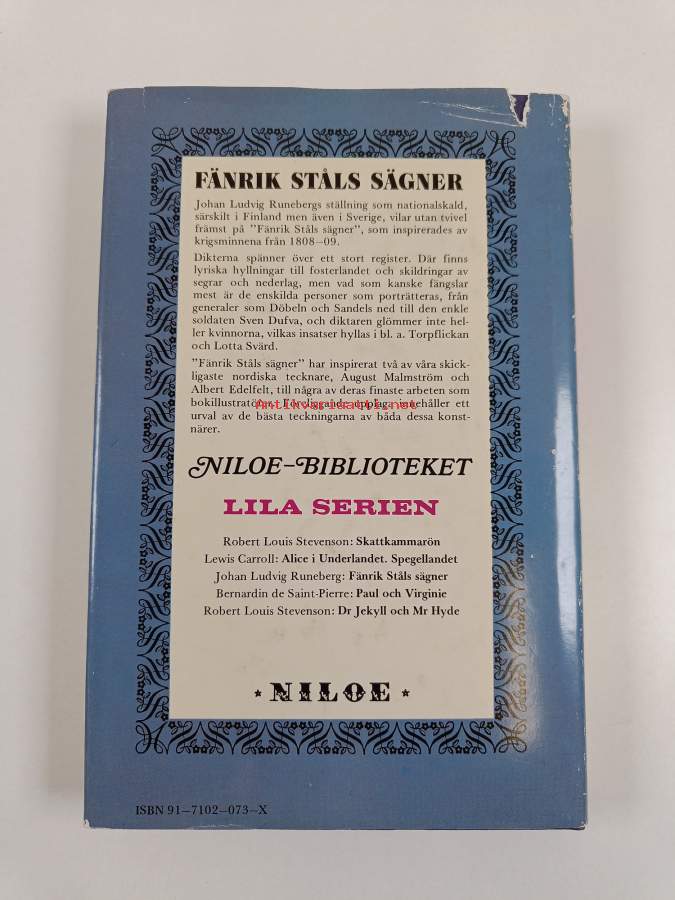 FÄNRIK STÅLS SÄGNER
Johan Ludvig Runebergs ställning som nationalskald,
särskilt i Finland men även i Sverige, vilar utan tvivel
främst på "Fänrik Ståls sägner", som inspirerades av
krigsminnena från 1808–09.
Dikterna spänner över ett stort register. Där finns
lyriska hyllningar till fosterlandet och skildringar av
segrar och nederlag, men vad som kanske fängslar
mest är de enskilda personer som porträtteras, från
generaler som Döbeln och Sandels ned till den enkle
soldaten Sven Dufva, och diktaren glömmer inte hel-
ler kvinnorna, vilkas insatser hyllas i bl. a. Torpflickan
och Lotta Svärd.
"Fänrik Ståls sägner" har inspirerat två av våra skick-
ligaste nordiska tecknare, August Malmström och
Albert Edelfelt, till några av deras finaste arbeten som
bokillustratörer. Föreliggande upplaga innehåller ett
Antikvariaatti.net
urval av de bästa teckningarna av båda dessa konst-
närer.
NILOE–BIBLIOTEKET
LILA SERIEN
Robert Louis Stevenson: Skattkammarön
Lewis Carroll: Alice i Underlandet. Spegellandet
Johan Ludvig Runeberg: Fänrik Ståls sägner
Bernardin de Saint-Pierre: Paul och Virginie
Robert Louis Stevenson: Dr Jekyll och Mr Hyde
* NILOE *
ISBN 91–7102–073–X